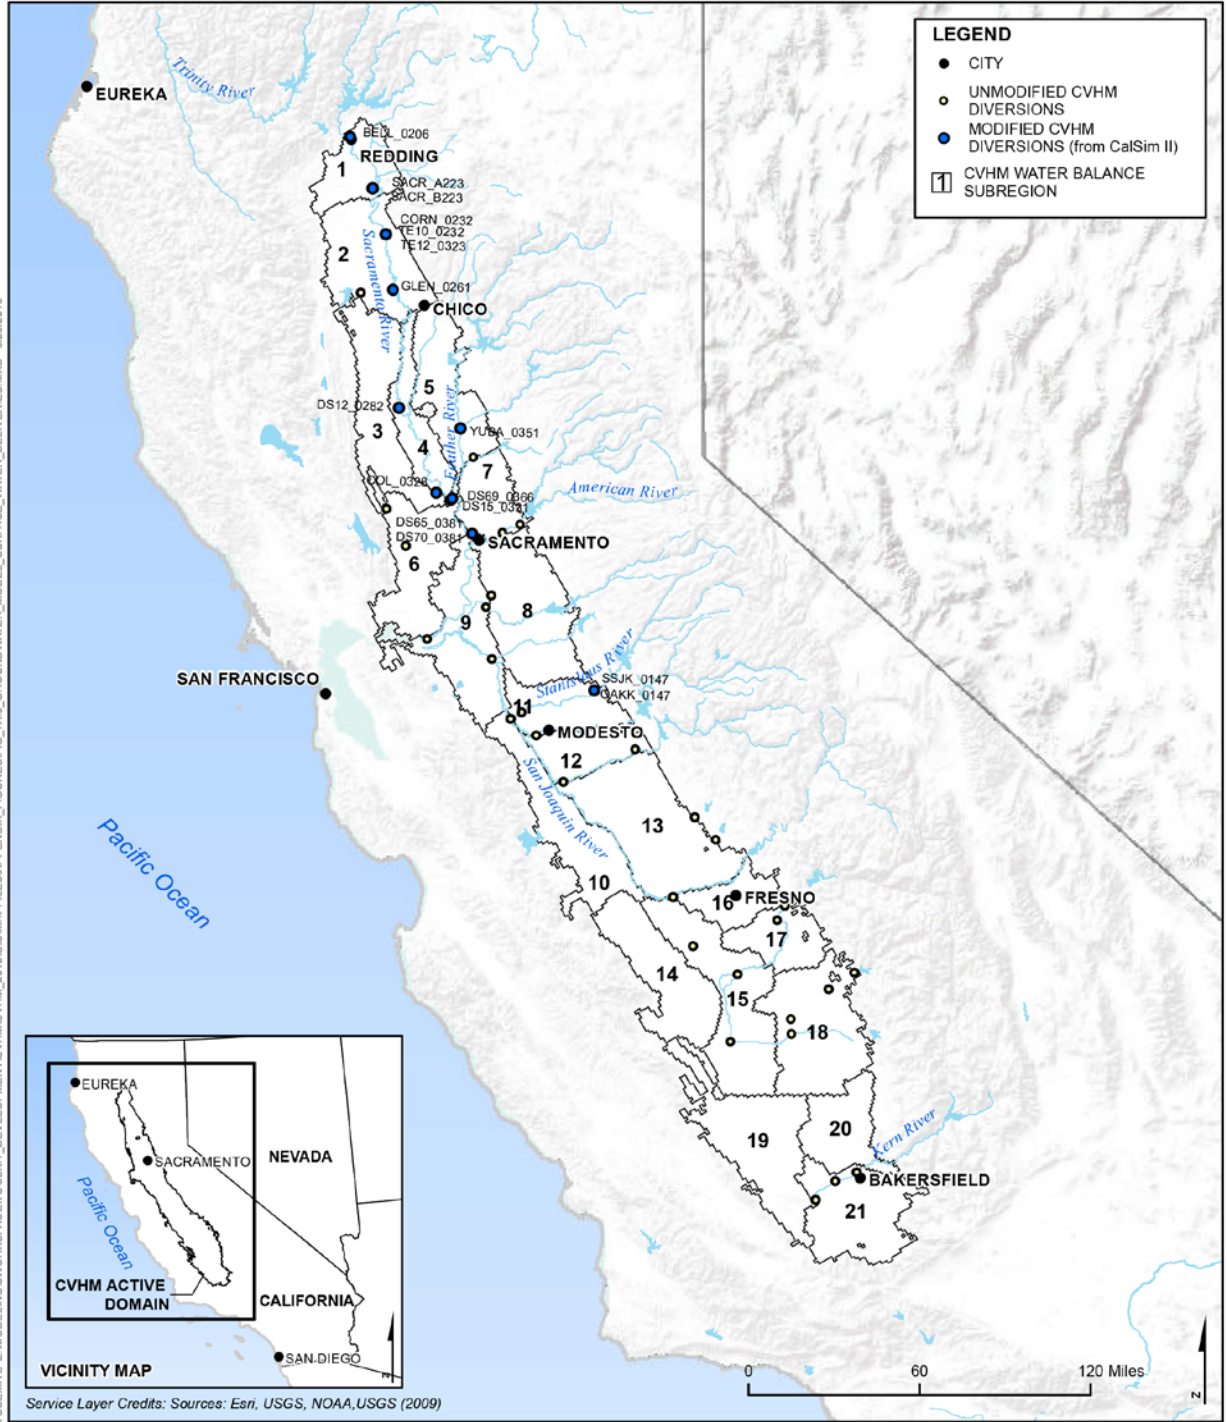 LEGEND
CITY
UNMODIFIED CVHM
DIVERSIONS
MODIFIED CVHM
DIVERSIONS (from CalSim II)
1
CVHM WATER BALANCE
SUBREGION
Trinity River
EUREKA
BELL_0206
REDDING
1
SACR_A223
SACR_B223
CORN_0232
TE10_0232
TE12_0323
2
Sacramento River
GLEN_0261
CHICO
5
DS12_0282
3
4
Feather River
YUBA_0351
7
COL_0328
DS69_0366
DS15_0331
American River
DS65_0381
DS70_0381
SACRAMENTO
6
8
9
Stanislaus River
SSJK_0147
OAKK_0147
SAN FRANCISCO
11
MODESTO
12
San Joaquin River
13
Pacific Ocean
10
16
FRESNO
17
14
15
18
19
20
Kern River
BAKERSFIELD
21
EUREKA
SACRAMENTO
NEVADA
Pacific Ocean
CVHM ACTIVE
DOMAIN
CALIFORNIA
SAN DIEGO
VICINITY MAP
N
0
60
120 Miles
N
Service Layer Credits: Sources: Esri, USGS, NOAA,USGS (2009)